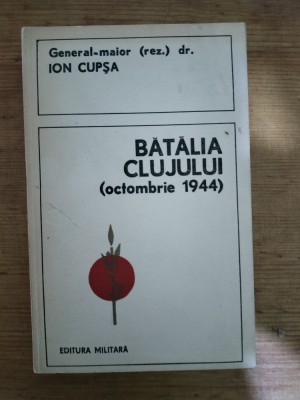 General-maior (rez.) dr.
ION CUPȘA
BĂTĂLIA
CLUJULUI
(octombrie 1944)
EDITURA MILITARĂ